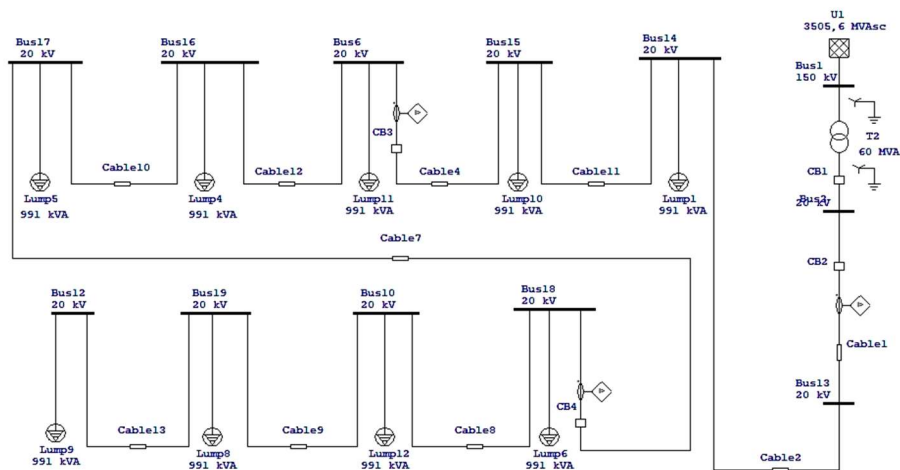 U1
3505,6 MVAsc
Bus17
20 kV
Bus16
20 kV
Bus6
20 kV
Bus15
20 kV
Bus14
20 kV
Bus1
150 kV
T2
60 MVA
CB3
CB1
Cable10
Cable12
Cable4
Cable11
20 kV
Lump5
991 kVA
Lump4
991 kVA
Lump11
991 kVA
Lump10
991 kVA
Lump1
991 kVA
Cable7
CB2
Bus12
20 kV
Bus19
20 kV
Bus10
20 kV
Bus18
20 kV
Cable1
Bus13
20 kV
CB4
Cable13
Cable9
Cable8
Lump9
991 kVA
Lump8
991 kVA
Lump12
991 kVA
Lump6
991 kVA
Cable2